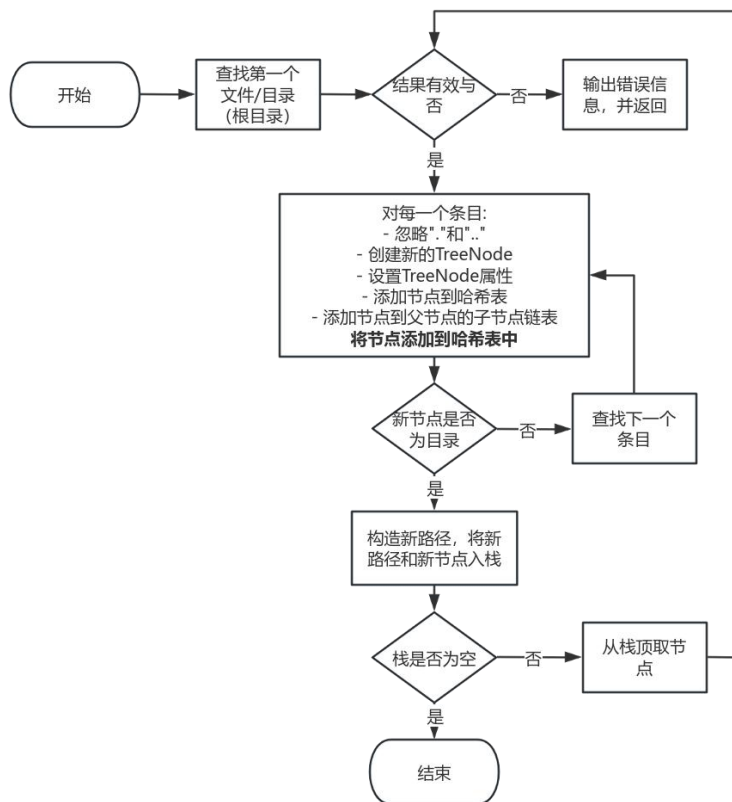 开始
查找第一个
文件/目录
(根目录)
结果有效与
否
否
输出错误信
息，并返回
是
对每一个条目:
- 忽略"."和".."
- 创建新的TreeNode
- 设置TreeNode属性
- 添加节点到哈希表
- 添加节点到父节点的子节点链表
将节点添加到哈希表中
新节点是否
为目录
否
查找下一个
条目
是
构造新路径，将新
路径和新节点入栈
栈是否为空
否
从栈顶取节
点
是
结束